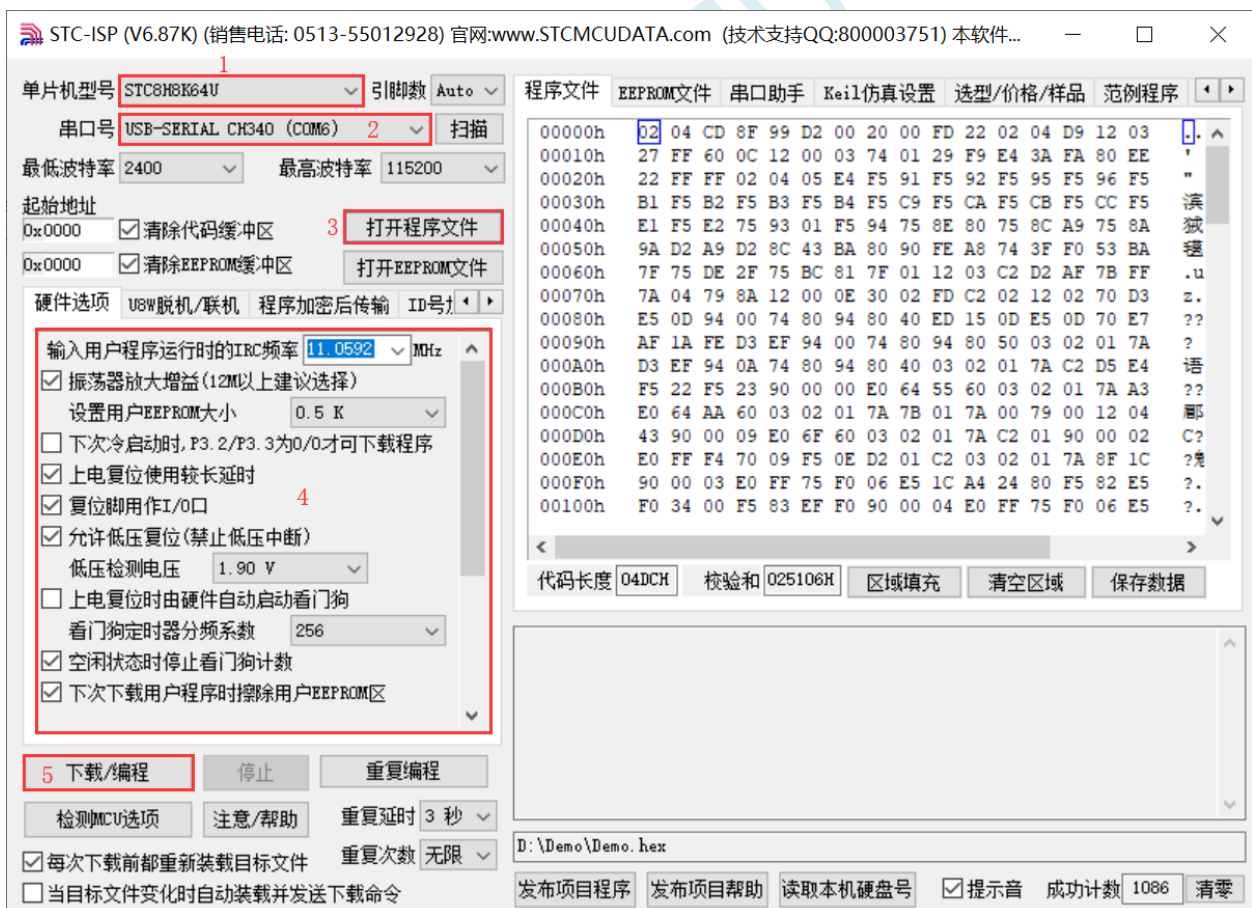 STC-ISP (V6.87K) (销售电话: 0513-55012928) 官网:www.STCMCUDATA.com (技术支持QQ:800003751) 本软件...
1
单片机型号 STC8H8K64U 引脚数 Auto
串口号 USB-SERIAL CH340 (COM6) 2 扫描
最低波特率 2400 最高波特率 115200
起始地址
0x0000 清除代码缓冲区 3 打开程序文件
0x0000 清除EEPROM缓冲区 打开EEPROM文件
硬件选项 U8W脱机/联机 程序加密后传输
输入用户程序运行时的IRC频率 11.0592 MHz
振荡器放大增益(12M以上建议选择)
设置用户EEPROM大小 0.5 K
下次冷启动时,P3.2/P3.3为0/0才可下载程序
上电复位使用较长延时
4
复位脚用作I/O口
允许低压复位(禁止低压中断)
低压检测电压 1.90 V
上电复位时由硬件自动启动看门狗
看门狗定时器分频系数 256
空闲状态时停止看门狗计数
下次下载用户程序时擦除用户EEPROM区
5 下载/编程 停止 重复编程
检测MCU选项 注意/帮助 重复延时 3 秒
每次下载前都重新装载目标文件 重复次数 无限
当目标文件变化时自动装载并发送下载命令
程序文件 EEPROM文件 串口助手 Keil仿真设置 选型/价格/样品 范例程序
00000h 02 04 CD 8F 99 D2 00 20 00 FD 22 02 04 D9 12 03 ..
00010h 27 FF 60 0C 12 00 03 74 01 29 F9 E4 3A FA 80 EE '
00020h 22 FF FF 02 04 05 E4 F5 91 F5 92 F5 95 F5 96 F5 "
00030h B1 F5 B2 F5 B3 F5 B4 F5 C9 F5 CA F5 CB F5 CC F5
00040h E1 F5 E2 75 93 01 F5 94 75 8E 80 75 8C A9 75 8A
00050h 9A D2 A9 D2 8C 43 BA 80 90 FE A8 74 3F F0 53 BA
00060h 7F 75 DE 2F 75 BC 81 7F 01 12 03 C2 D2 AF 7B FF .u
00070h 7A 04 79 8A 12 00 0E 30 02 FD C2 02 12 02 70 D3 z.
00080h E5 0D 94 00 74 80 94 80 40 ED 15 0D E5 0D 70 E7 ??
00090h AF 1A FE D3 EF 94 00 74 80 94 80 50 03 02 01 7A ?
000A0h D3 EF 94 0A 74 80 94 80 40 03 02 01 7A C2 D5 E4 语
000B0h F5 22 F5 23 90 00 00 E0 64 55 60 03 02 01 7A A3 ??
000C0h E0 64 AA 60 03 02 01 7A 7B 01 7A 00 79 00 12 04
000D0h 43 90 00 09 E0 6F 60 03 02 01 7A C2 01 90 00 02 C?
000E0h E0 FF F4 70 09 F5 0E D2 01 C2 03 02 01 7A 8F 1C
000F0h 90 00 03 E0 FF 75 F0 06 E5 1C A4 24 80 F5 82 E5 ?.
00100h F0 34 00 F5 83 EF F0 90 00 04 E0 FF 75 F0 06 E5 ?.
代码长度 04DCH 校验和 025106H 区域填充 清空区域 保存数据
D:\Demo\Demo.hex
发布项目程序 发布项目帮助 读取本机硬盘号 提示音 成功计数 1086 清零